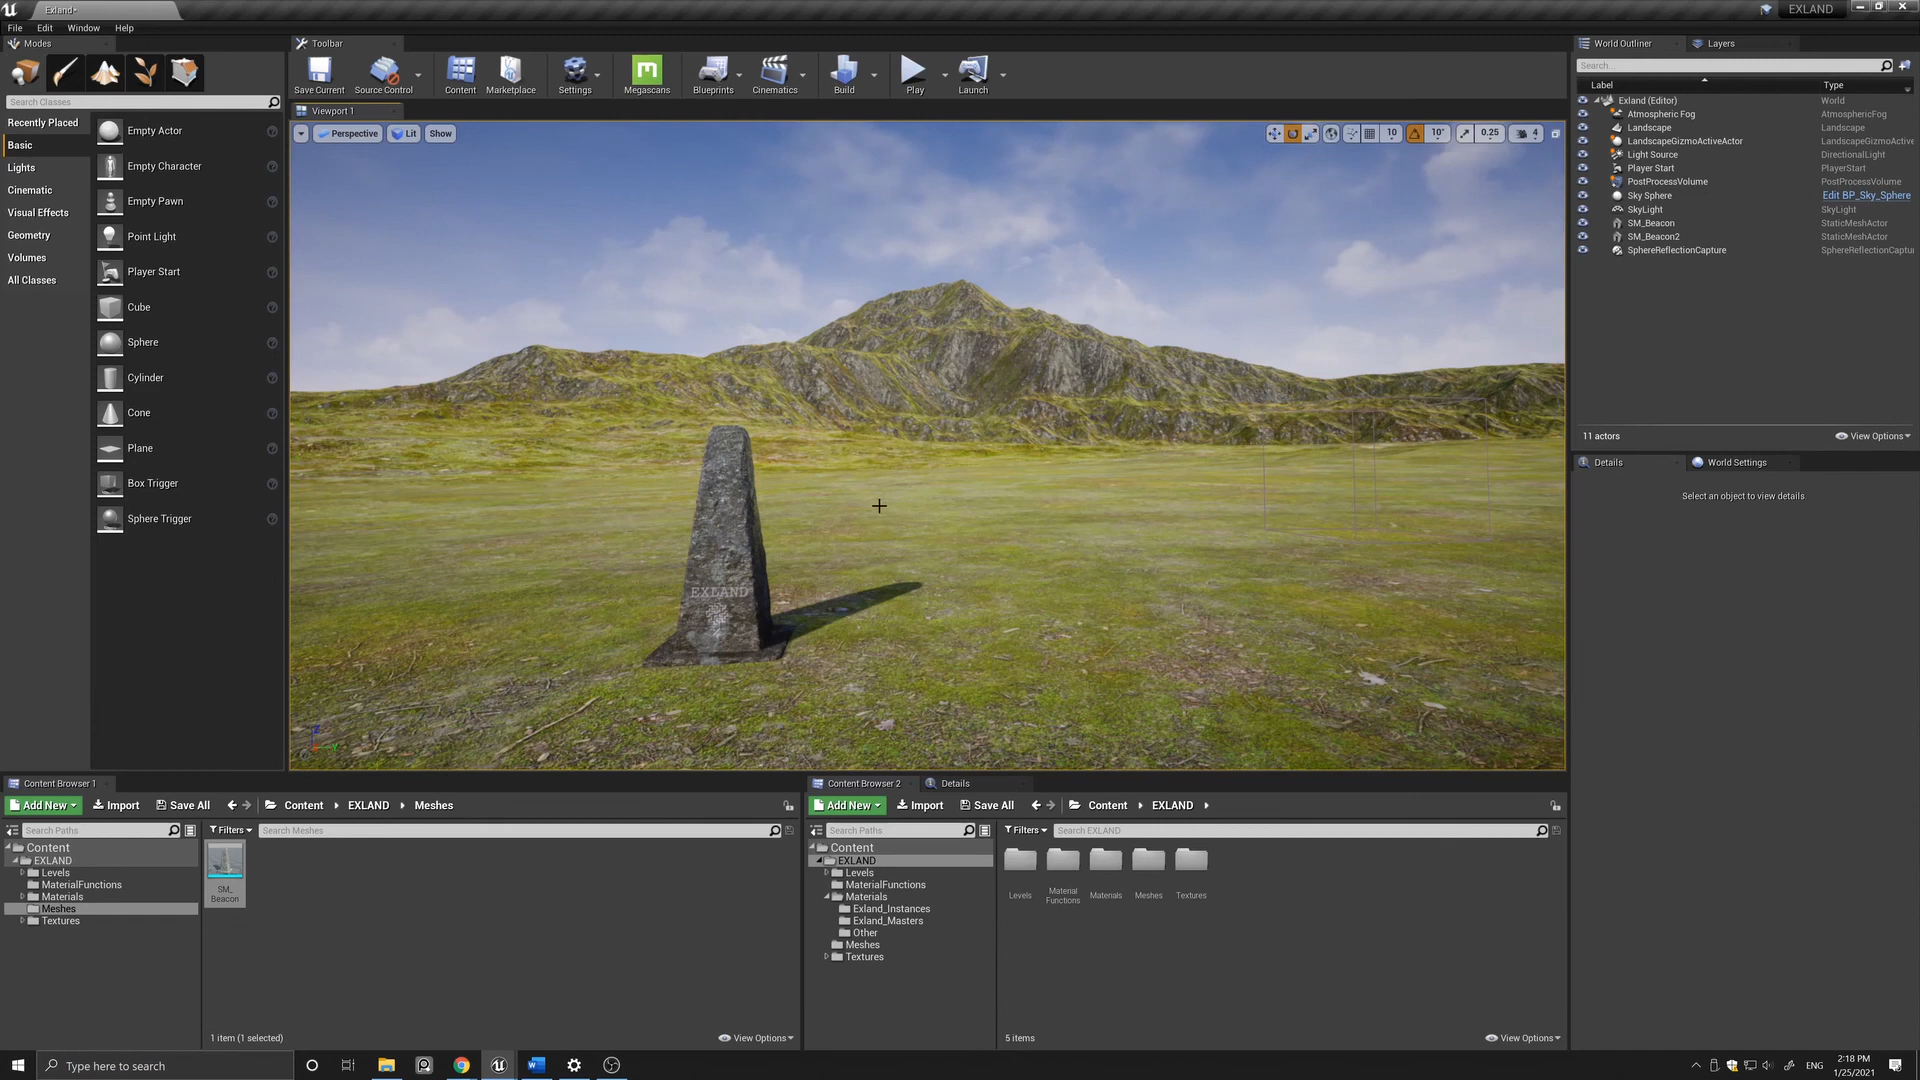 Exland*
EXLAND
File Edit Window Help
Modes
Search Classes
Recently Placed
Basic
Lights
Cinematic
Visual Effects
Geometry
Volumes
All Classes
Empty Actor
Empty Character
Empty Pawn
Point Light
Player Start
Cube
Sphere
Cylinder
Cone
Plane
Box Trigger
Sphere Trigger
Toolbar
Save Current Source Control Content Marketplace Settings Megascans Blueprints Cinematics Build Play Launch
Viewport 1
Perspective Lit Show
10 10° 0.25 4
EXLAND
World Outliner Layers
Search...
Label Type
Exland (Editor) World
Atmospheric Fog AtmosphericFog
Landscape Landscape
LandscapeGizmoActiveActor LandscapeGizmoActive
Light Source DirectionalLight
Player Start PlayerStart
PostProcessVolume PostProcessVolume
Sky Sphere Edit BP_Sky_Sphere
SkyLight SkyLight
SM_Beacon StaticMeshActor
SM_Beacon2 StaticMeshActor
SphereReflectionCapture SphereReflectionCaptu
11 actors View Options
Details World Settings
Select an object to view details.
Content Browser 1
Add New Import Save All Content EXLAND Meshes
Search Paths
Filters Search Meshes
Content
EXLAND
Levels
MaterialFunctions
Materials
Meshes
Textures
SM_
Beacon
1 item (1 selected) View Options
Content Browser 2 Details
Add New Import Save All Content EXLAND
Search Paths
Filters Search EXLAND
Content
EXLAND
Levels
MaterialFunctions
Materials
Exland_Instances
Exland_Masters
Other
Meshes
Textures
Levels
Material
Functions
Materials
Meshes
Textures
5 items View Options
Type here to search
ENG
2:18 PM
1/25/2021